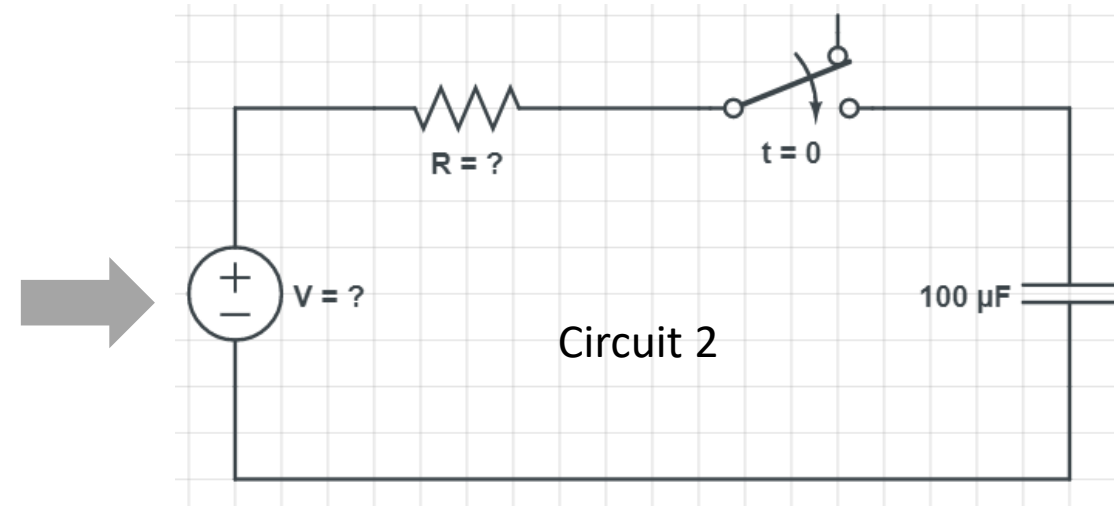 R = ?
t = 0
V = ?
100 µF
Circuit 2